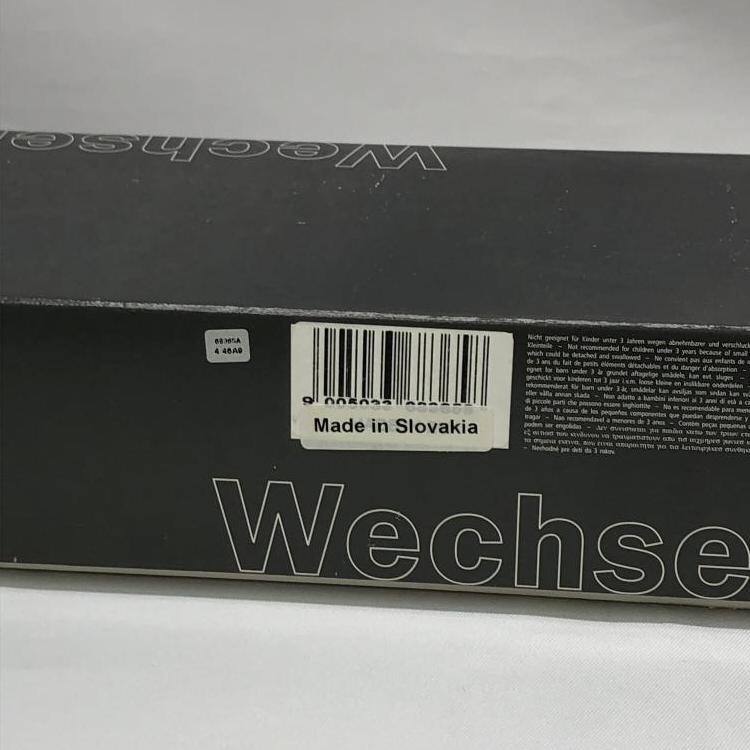 Wechse
69365A
4 46A9
9 005033
Made in Slovakia
Nicht geeignet für Kinder unter 3 Jahren wegen abnehmbarer und verschluck
Kleinteile – Not recommended for children under 3 years because of small
which could be detached and swallowed – Ne convient pas aux enfants de
de 3 ans du fait de petits éléments détachables et du danger d'absorption –
egnet for børn under 3 år grundet aftagelige smådele, kan evt. sluges –
geschikt voor kinderen tot 3 jaar i.v.m. losse kleine en inslikbare onderdelen –
rekommenderat för barn under 3 år, smådelar kan avsiljas som sedan kan
eller vålla annan skada – Non adatto a bambini inferiori ai 3 anni di età a
di piccole parti che possono essere inghiottite – No es recomendable para
de 3 años a causa de los pequeños componentes que puedan desprenderse y
tragar – Nao recomendavel a menores de 3 anos – Contém peças pequenas
podem ser engolidas –
– Nevhodné pre deti do 3 rokov.
Wechse